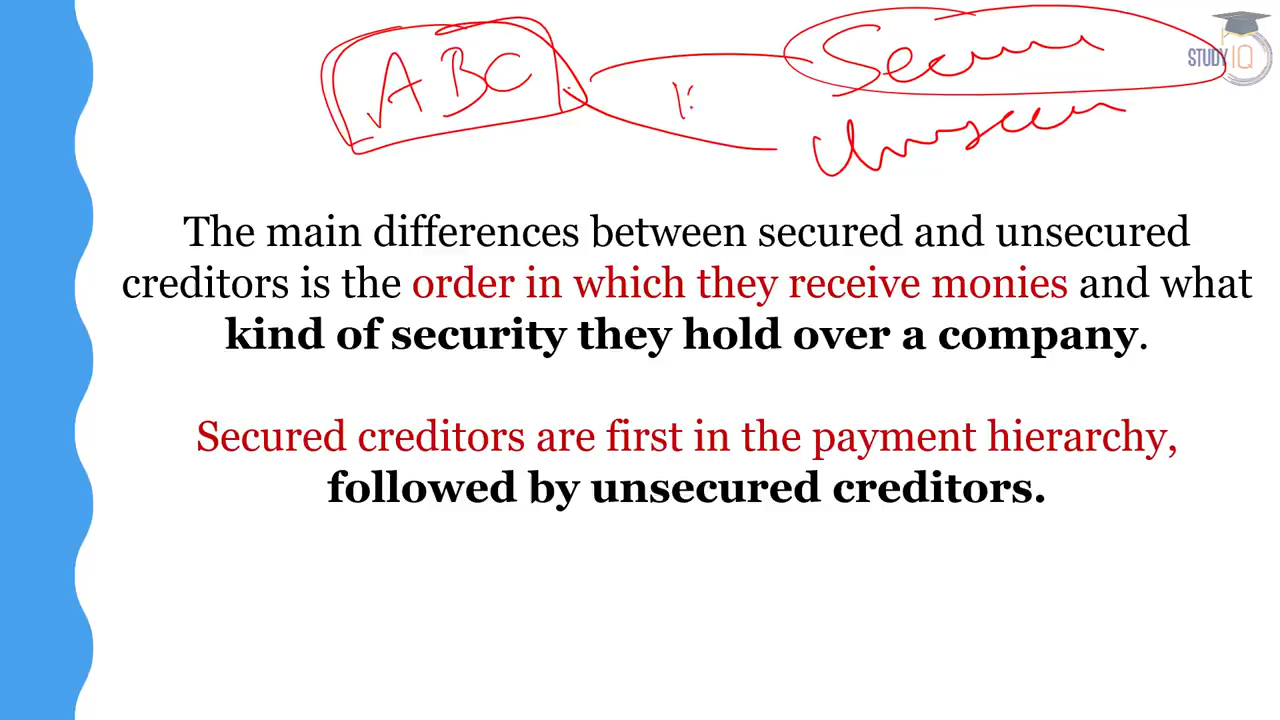 ABC
STUDY IQ
The main differences between secured and unsecured
creditors is the order in which they receive monies and what
kind of security they hold over a company.
Secured creditors are first in the payment hierarchy,
followed by unsecured creditors.